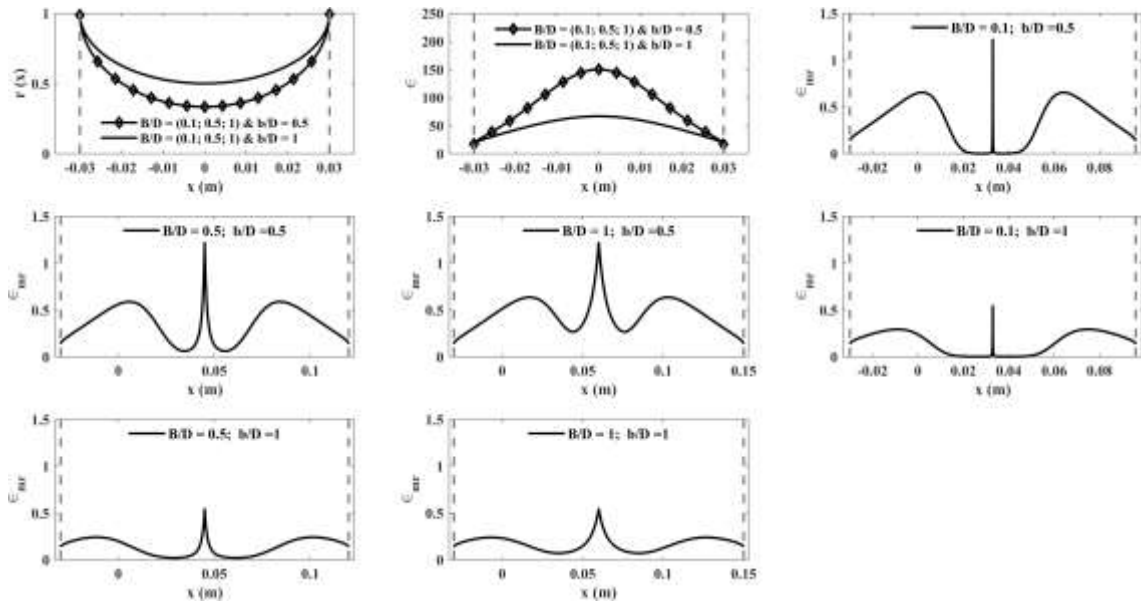 1
0.5
0
r (x)
B/D = (0.1; 0.5; 1) & b/D = 0.5
B/D = (0.1; 0.5; 1) & b/D = 1
-0.03 -0.02 -0.01 0 0.01 0.02 0.03
x (m)
250
200
150
100
50
0
∈
B/D = (0.1; 0.5; 1) & b/D = 0.5
B/D = (0.1; 0.5; 1) & b/D = 1
-0.03 -0.02 -0.01 0 0.01 0.02 0.03
x (m)
1.5
1
0.5
0
∈mr
B/D = 0.1; b/D =0.5
-0.02 0 0.02 0.04 0.06 0.08
x (m)
1.5
1
0.5
0
∈mr
B/D = 0.5; b/D =0.5
0 0.05 0.1
x (m)
1.5
1
0.5
0
∈mr
B/D = 1; b/D =0.5
0 0.05 0.1 0.15
x (m)
1.5
1
0.5
0
∈mr
B/D = 0.1; b/D =1
-0.02 0 0.02 0.04 0.06 0.08
x (m)
1.5
1
0.5
0
∈mr
B/D = 0.5; b/D =1
0 0.05 0.1
x (m)
1.5
1
0.5
0
∈mr
B/D = 1; b/D =1
0 0.05 0.1 0.15
x (m)